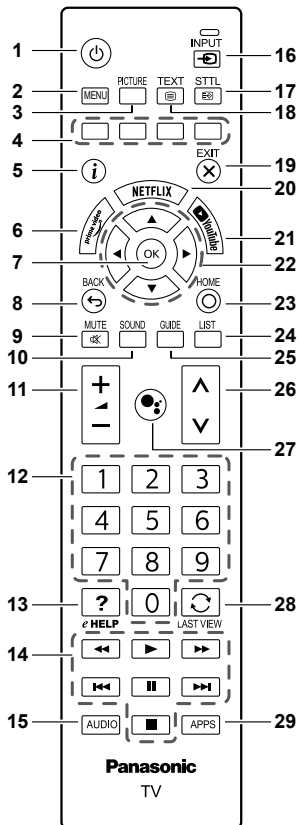 INPUT
1
16
PICTURE TEXT STTL
2 MENU
17
3
18
4
EXIT
5 i
19
NETFLIX
20
6 prime video
YouTube
21
7 OK
22
BACK
HOME
8
23
MUTE SOUND GUIDE LIST
9
24
10
25
11 +
−
26
27
12 1 2 3
4 5 6
7 8 9
13 ? 0
28
e HELP LAST VIEW
14
15 AUDIO APPS 29
Panasonic
TV